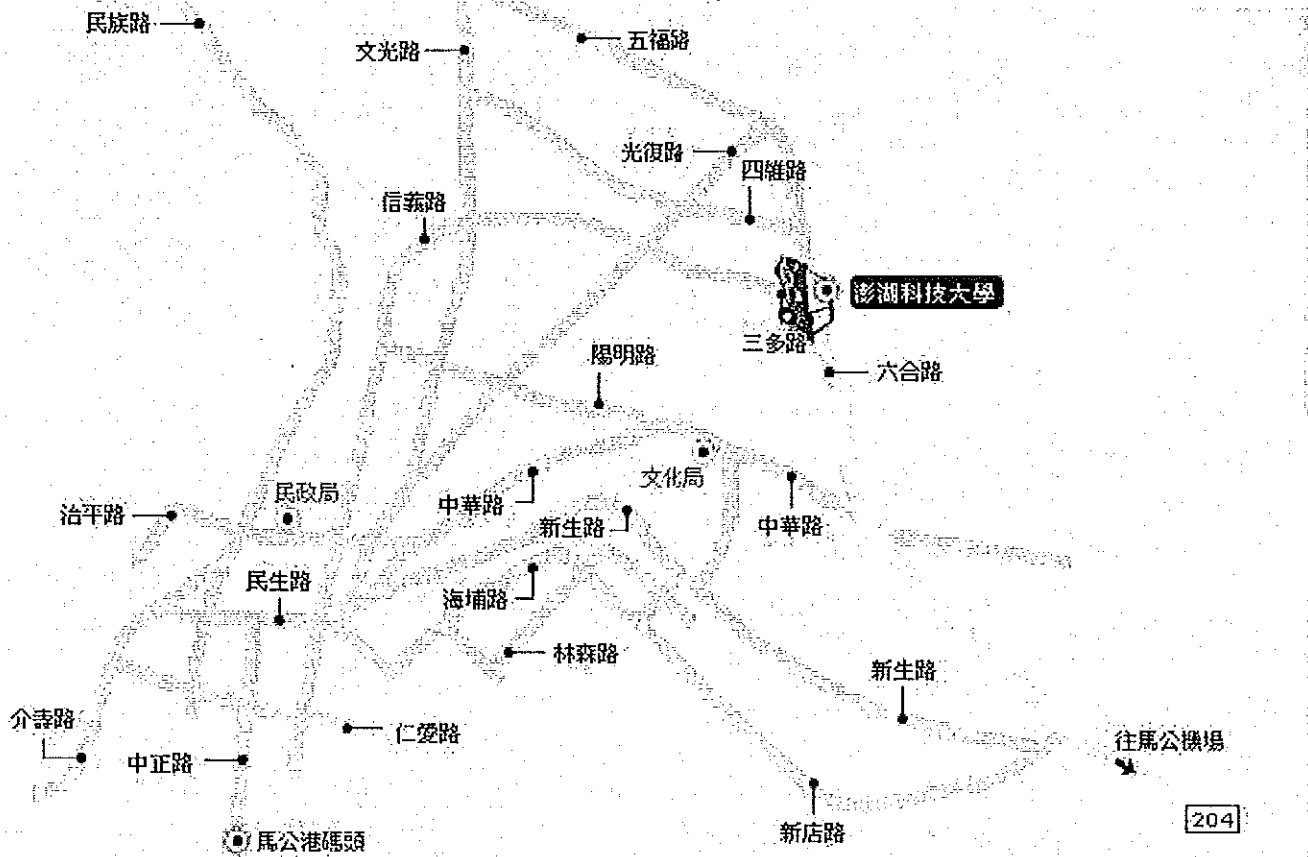 民族路
文光路
五福路
光復路
四維路
信義路
澎湖科技大學
三多路
六合路
陽明路
文化局
中華路
中華路
民政局
治平路
新生路
民生路
海埔路
林森路
新生路
介壽路
中正路
仁愛路
往馬公機場
新店路
204
馬公港碼頭